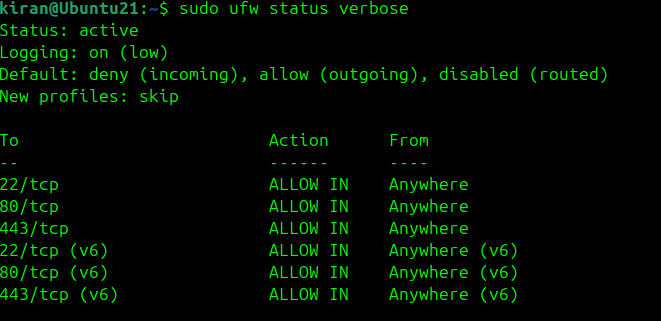 kiran@Ubuntu21:~$ sudo ufw status verbose
Status: active
Logging: on (low)
Default: deny (incoming), allow (outgoing), disabled (routed)
New profiles: skip

To                         Action      From
--                         ------      ----
22/tcp                     ALLOW IN    Anywhere
80/tcp                     ALLOW IN    Anywhere
443/tcp                    ALLOW IN    Anywhere
22/tcp (v6)                ALLOW IN    Anywhere (v6)
80/tcp (v6)                ALLOW IN    Anywhere (v6)
443/tcp (v6)               ALLOW IN    Anywhere (v6)